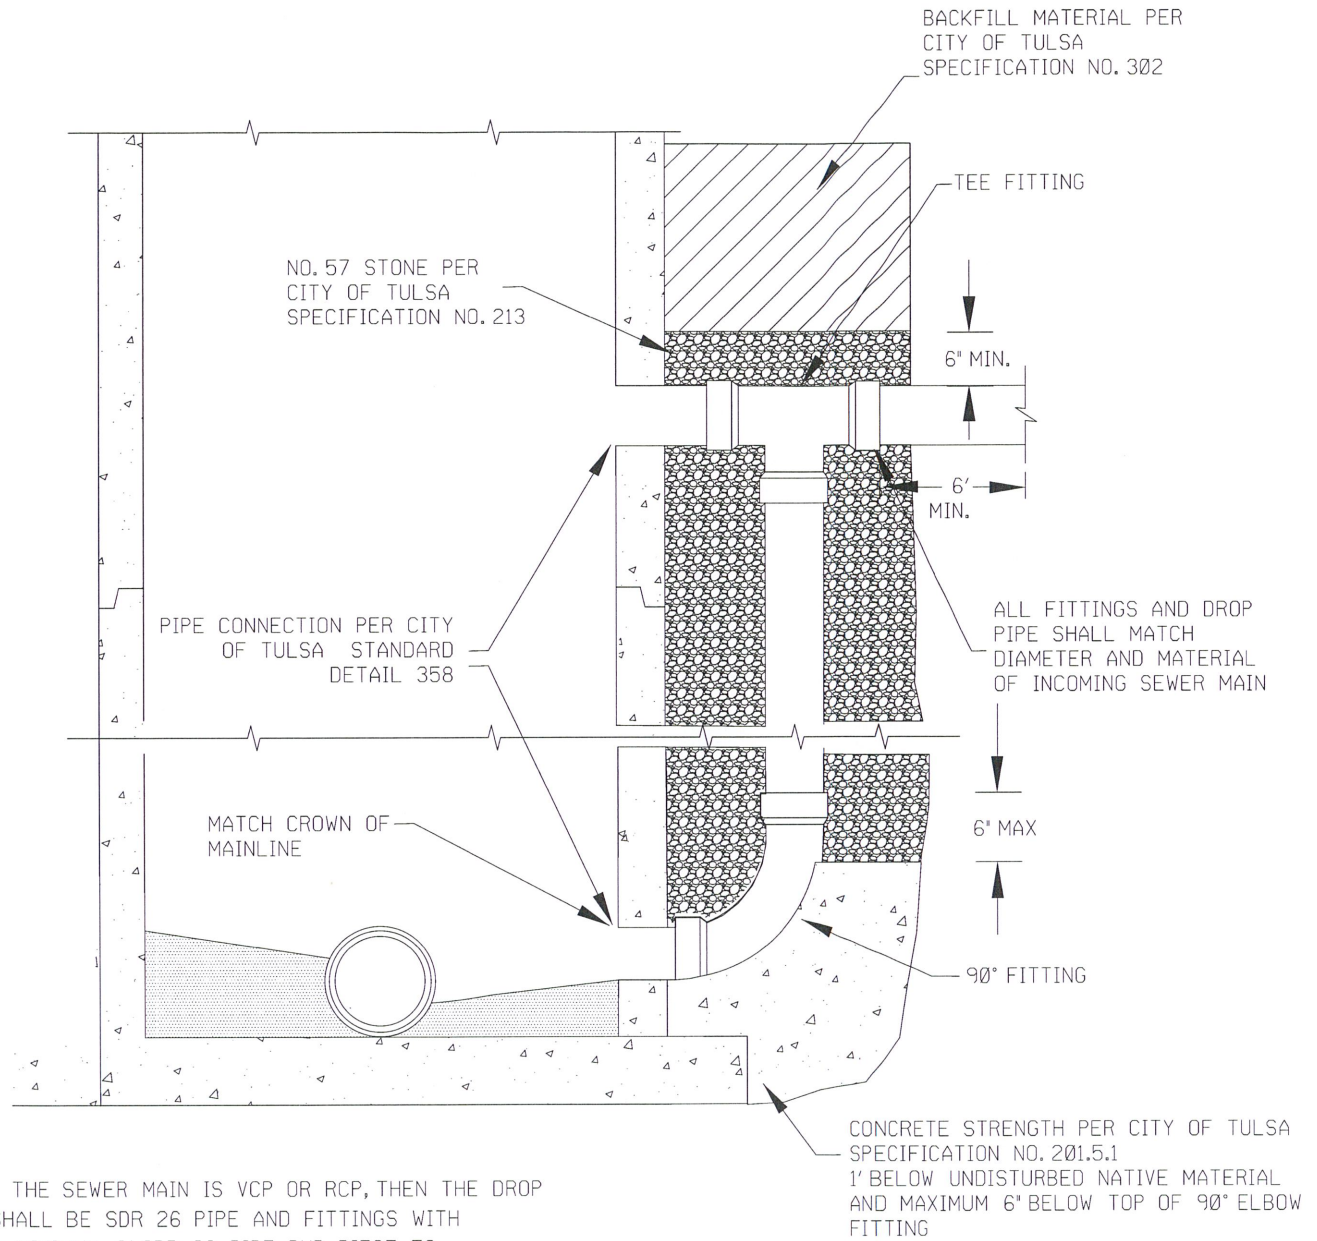 BACKFILL MATERIAL PER
CITY OF TULSA
SPECIFICATION NO. 302
TEE FITTING
NO. 57 STONE PER
CITY OF TULSA
SPECIFICATION NO. 213
6" MIN.
6'
MIN.
PIPE CONNECTION PER CITY
OF TULSA STANDARD
DETAIL 358
ALL FITTINGS AND DROP
PIPE SHALL MATCH
DIAMETER AND MATERIAL
OF INCOMING SEWER MAIN
MATCH CROWN OF
MAINLINE
6" MAX
90° FITTING
CONCRETE STRENGTH PER CITY OF TULSA
SPECIFICATION NO. 201.5.1
1' BELOW UNDISTURBED NATIVE MATERIAL
AND MAXIMUM 6" BELOW TOP OF 90° ELBOW
FITTING
THE SEWER MAIN IS VCP OR RCP, THEN THE DROP
SHALL BE SDR 26 PIPE AND FITTINGS WITH